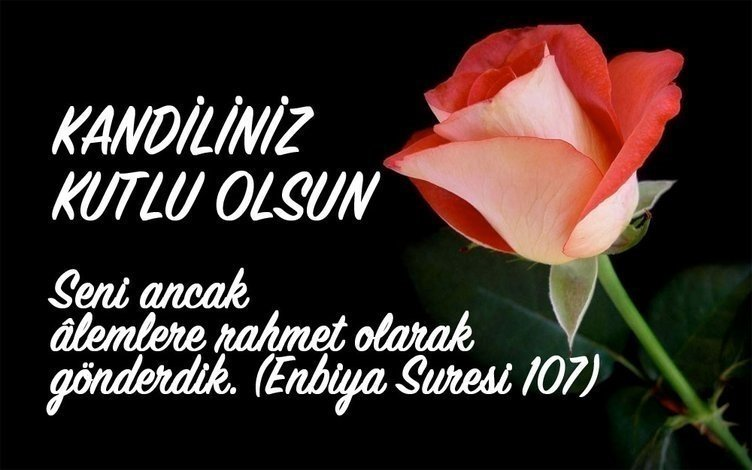 KANDİLİNİZ
KUTLU OLSUN
Seni ancak
âlemlere rahmet olarak
gönderdik. (Enbiya Suresi 107)